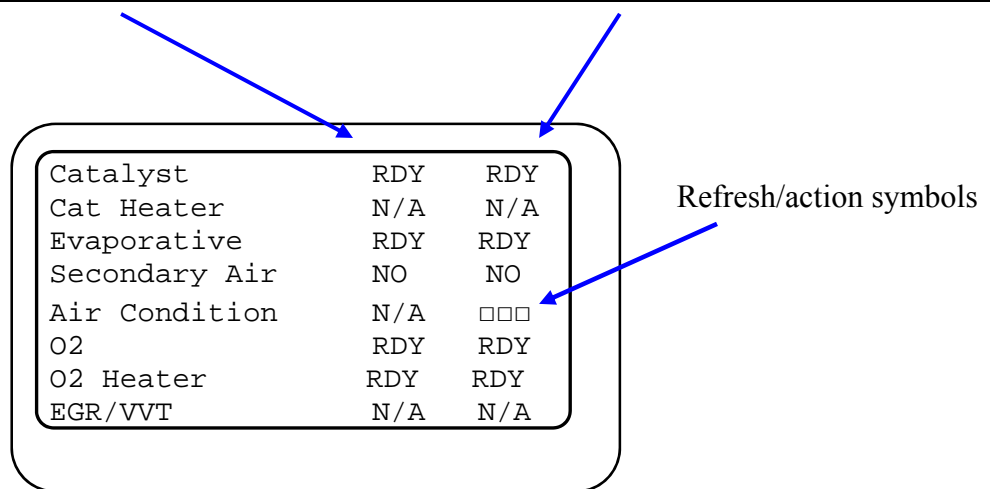 Catalyst RDY RDY
Cat Heater N/A N/A
Refresh/action symbols
Evaporative RDY RDY
Secondary Air NO NO
Air Condition N/A □□□
O2 RDY RDY
O2 Heater RDY RDY
EGR/VVT N/A N/A